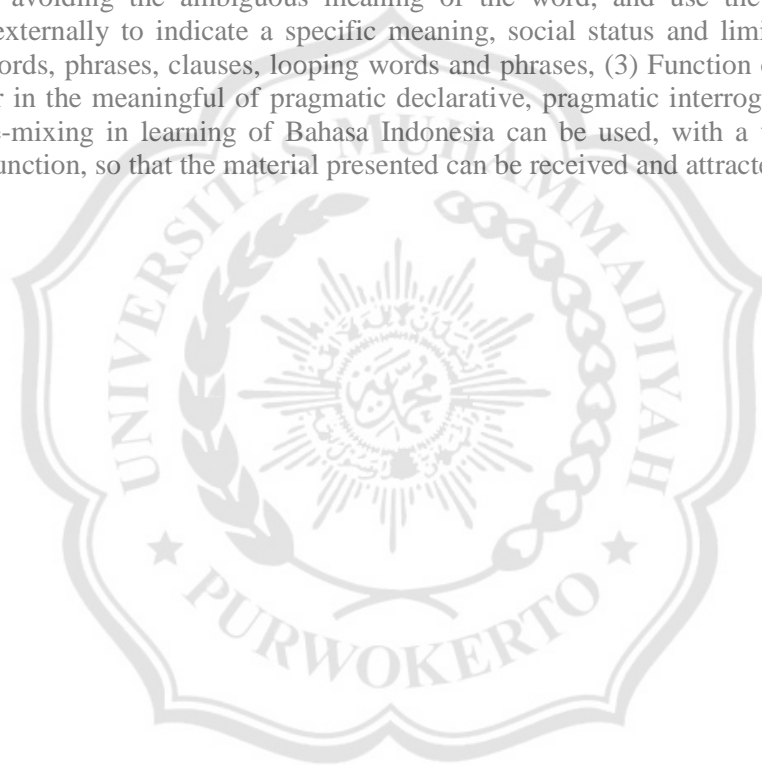 avoiding the ambiguous meaning of the word, and use the
externally to indicate a specific meaning, social status and limi
ords, phrases, clauses, looping words and phrases, (3) Function
r in the meaningful of pragmatic declarative, pragmatic interrog
-mixing in learning of Bahasa Indonesia can be used, with a
unction, so that the material presented can be received and attract
UNIVERSITAS MUHAMMADIYAH
PURWOKERTO